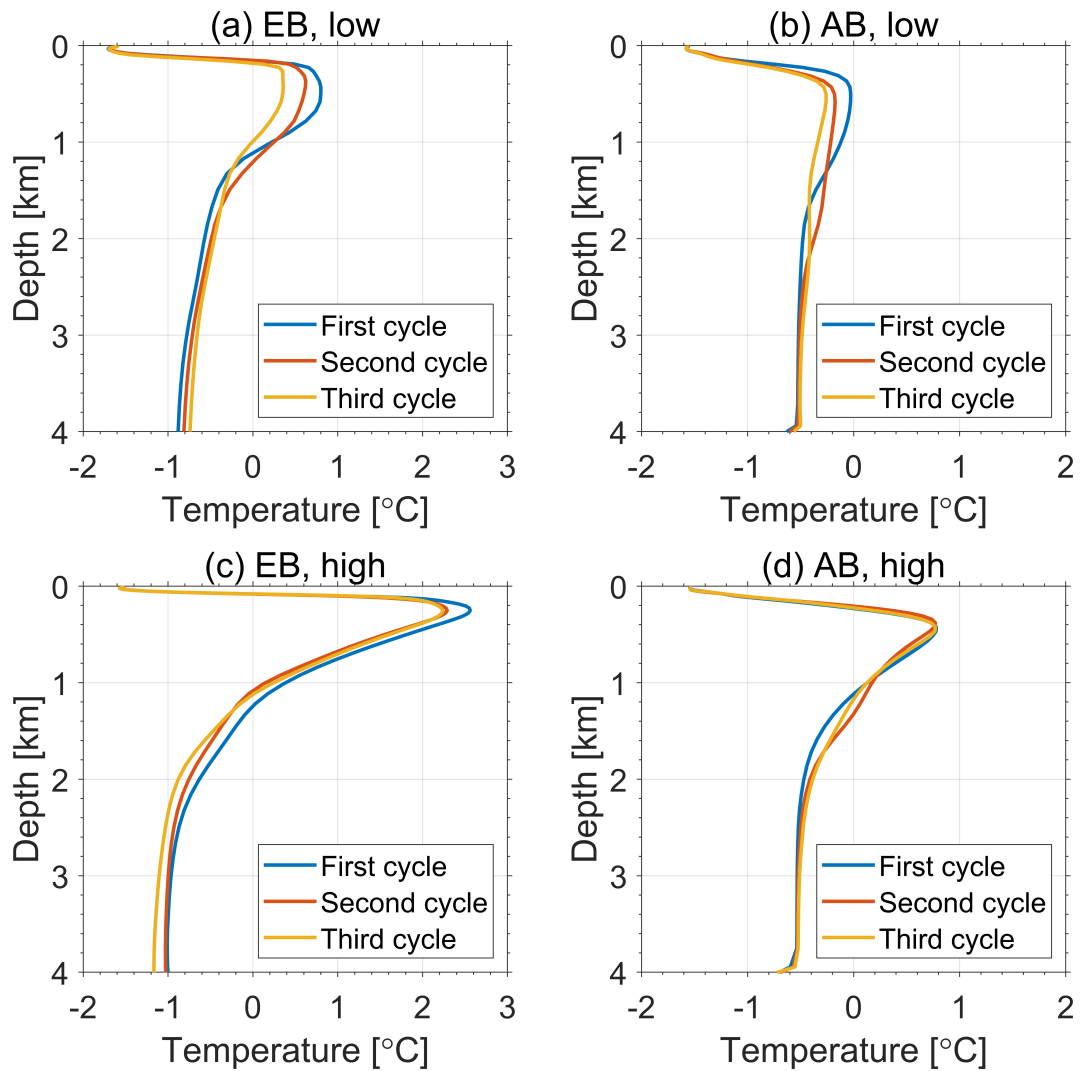 (a) EB, low
0
1
2
3
4
Depth [km]
First cycle
Second cycle
Third cycle
-2 -1 0 1 2 3
Temperature [°C]
(b) AB, low
0
1
2
3
4
Depth [km]
First cycle
Second cycle
Third cycle
-2 -1 0 1 2
Temperature [°C]
(c) EB, high
0
1
2
3
4
Depth [km]
First cycle
Second cycle
Third cycle
-2 -1 0 1 2 3
Temperature [°C]
(d) AB, high
0
1
2
3
4
Depth [km]
First cycle
Second cycle
Third cycle
-2 -1 0 1 2
Temperature [°C]